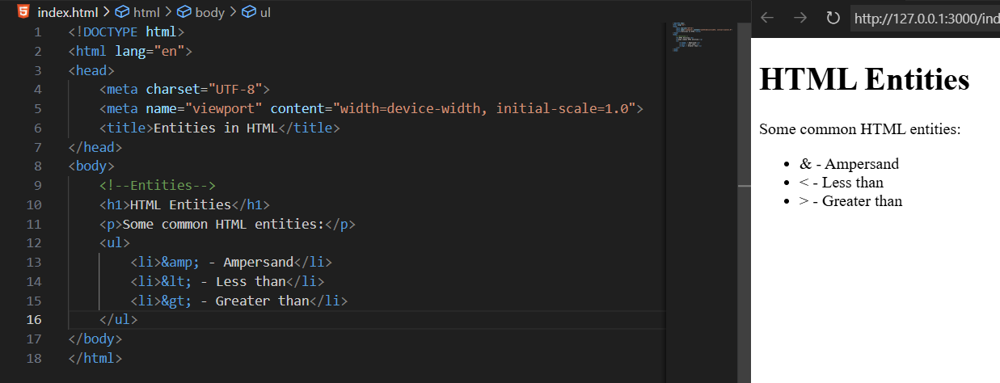 index.html > html > body > ul
1 <!DOCTYPE html>
2 <html lang="en">
3 <head>
4 <meta charset="UTF-8">
5 <meta name="viewport" content="width=device-width, initial-scale=1.0">
6 <title>Entities in HTML</title>
7 </head>
8 <body>
9 <!--Entities-->
10 <h1>HTML Entities</h1>
11 <p>Some common HTML entities:</p>
12 <ul>
13 <li>&amp; - Ampersand</li>
14 <li>&lt; - Less than</li>
15 <li>&gt; - Greater than</li>
16 </ul>
17 </body>
18 </html>
http://127.0.0.1:3000/ind
HTML Entities
Some common HTML entities:
• & - Ampersand
• < - Less than
• > - Greater than